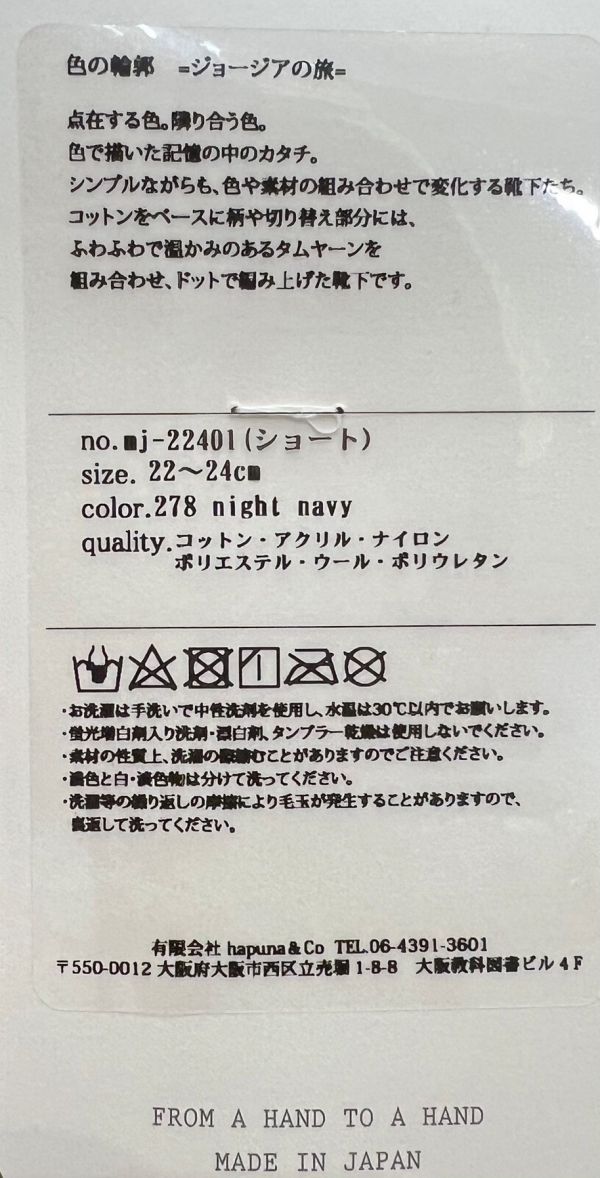 色の輪郭 =ジョージアの旅=
点在する色。隣り合う色。
色で描いた記憶の中のカタチ。
シンプルながらも、色や素材の組み合わせで変化する靴下たち。
コットンをベースに柄や切り替え部分には、
ふわふわで温かみのあるタムヤーンを
組み合わせ、ドットで編み上げた靴下です。
no.mj-22401(ショート)
size. 22〜24cm
color.278 night navy
quality.コットン・アクリル・ナイロン
ポリエステル・ウール・ポリウレタン
・お洗濯は手洗いで中性洗剤を使用し、水温は30℃以内でお願いします。
・蛍光増白剤入り洗剤・漂白剤、タンブラー乾燥は使用しないでください。
・素材の性質上、洗濯の際縮むことがありますのでご注意ください。
・濃色と白・淡色物は分けて洗ってください。
・洗濯等の繰り返しの摩擦により毛玉が発生することがありますので、
裏返して洗ってください。
有限会社 hapuna&Co TEL.06-4391-3601
〒550-0012 大阪府大阪市西区立売堀1-8-8 大阪教科図書ビル4F
FROM A HAND TO A HAND
MADE IN JAPAN